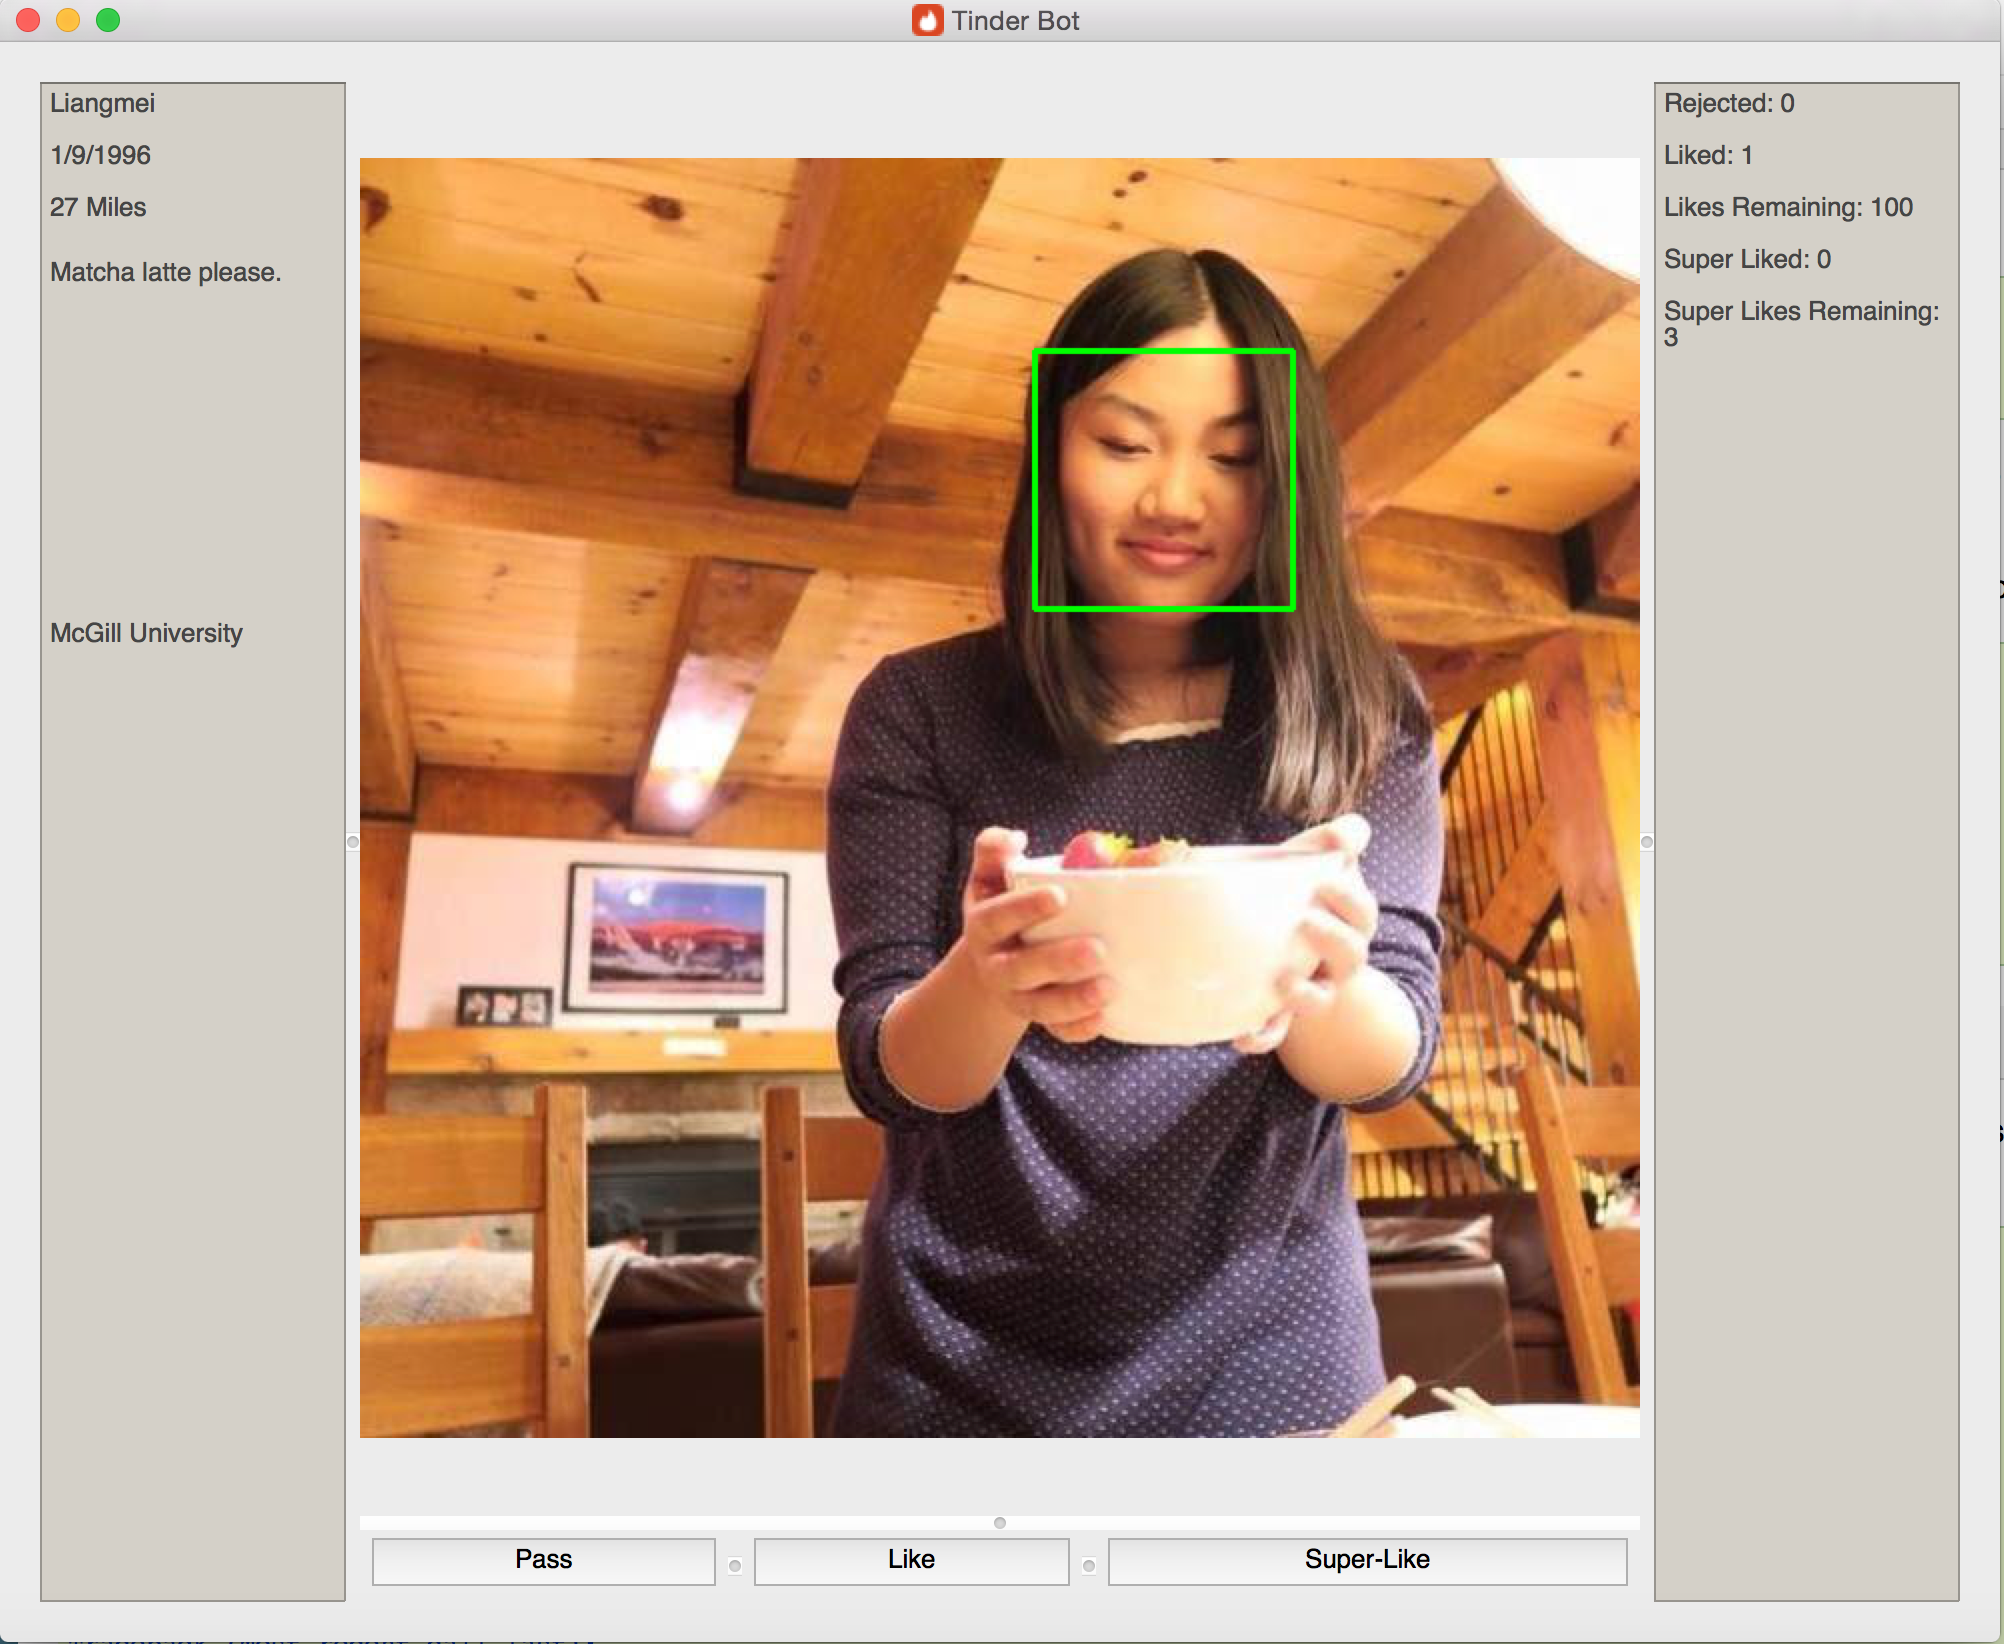 Tinder Bot
Liangmei
1/9/1996
27 Miles
Matcha latte please.
McGill University
Rejected: 0
Liked: 1
Likes Remaining: 100
Super Liked: 0
Super Likes Remaining:
3
Pass
Like
Super-Like